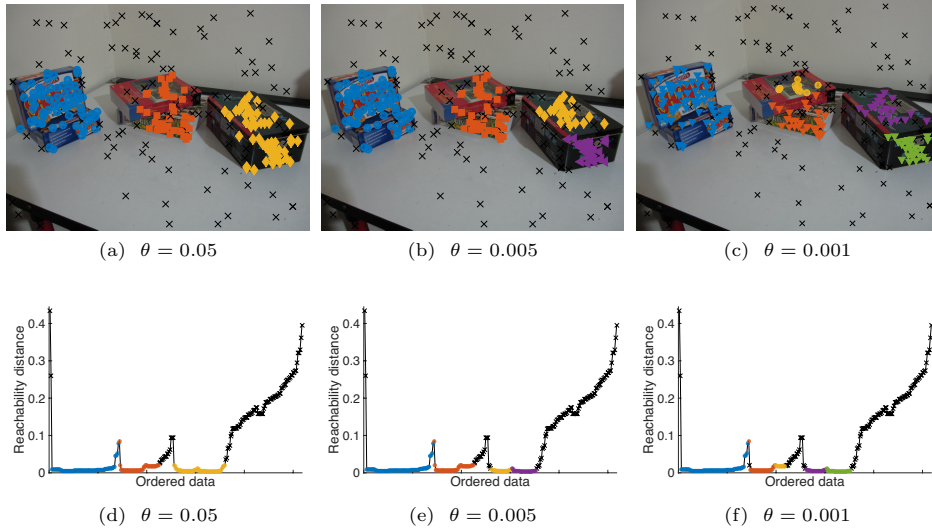 (a) θ = 0.05
(b) θ = 0.005
(c) θ = 0.001
Reachability distance
0.4
0.3
0.2
0.1
0
Ordered data
(d) θ = 0.05
Reachability distance
0.4
0.3
0.2
0.1
0
Ordered data
(e) θ = 0.005
Reachability distance
0.4
0.3
0.2
0.1
0
Ordered data
(f) θ = 0.001